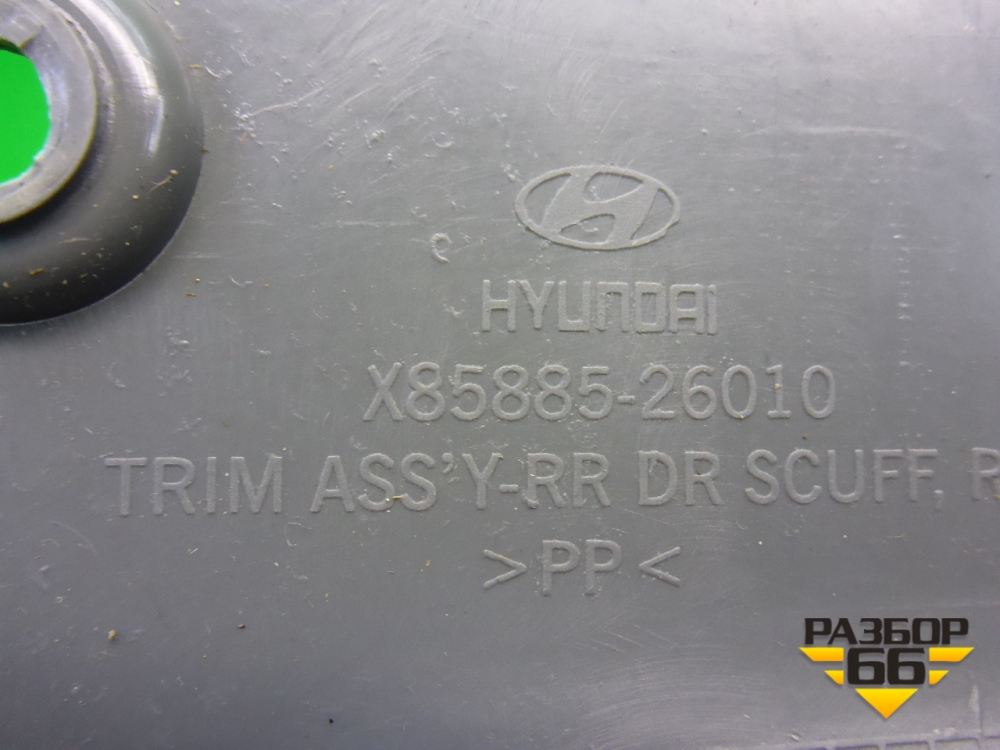 HYUNDAI
X85885-26010
TRIM ASS'Y-RR DR SCUFF, R
>PP<
РАЗБОР
66